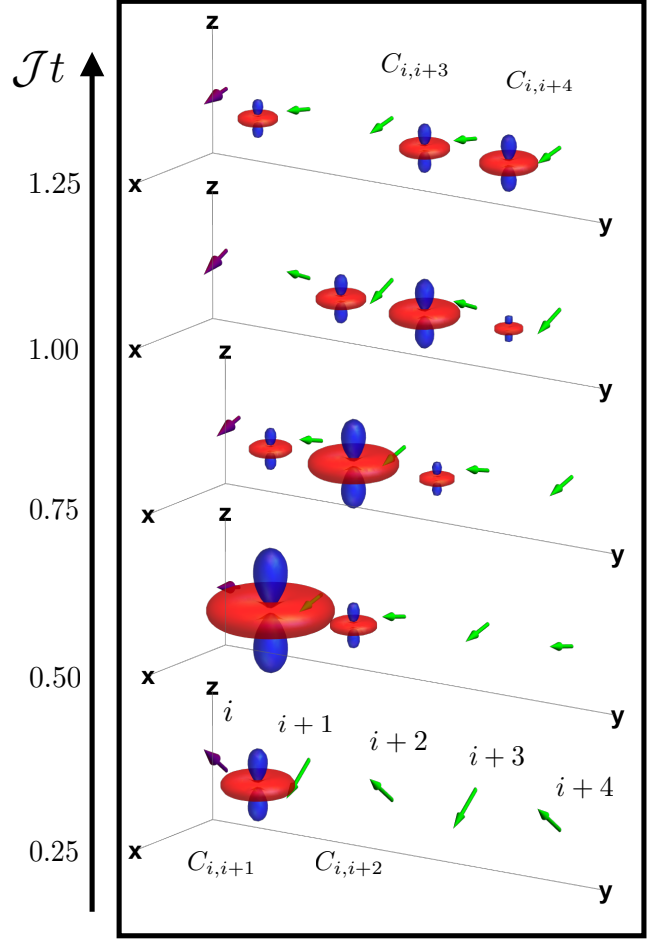 z
𝒥t
C_{i,i+3}
C_{i,i+4}
1.25
x
z
y
1.00
x
z
y
0.75
x
z
y
0.50
x
z
y
i
i + 1
i + 2
i + 3
i + 4
0.25
x
C_{i,i+1}
C_{i,i+2}
y